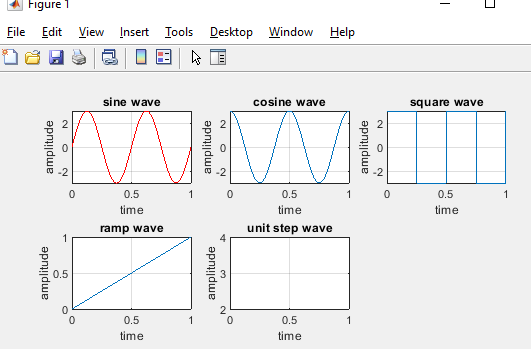 Figure 1
File Edit View Insert Tools Desktop Window Help
sine wave
amplitude
2
0
-2
0 0.5 1
time
cosine wave
amplitude
2
0
-2
0 0.5 1
time
square wave
amplitude
2
0
-2
0 0.5 1
time
ramp wave
amplitude
1
0.5
0
0 0.5 1
time
unit step wave
amplitude
4
3
2
0 0.5 1
time